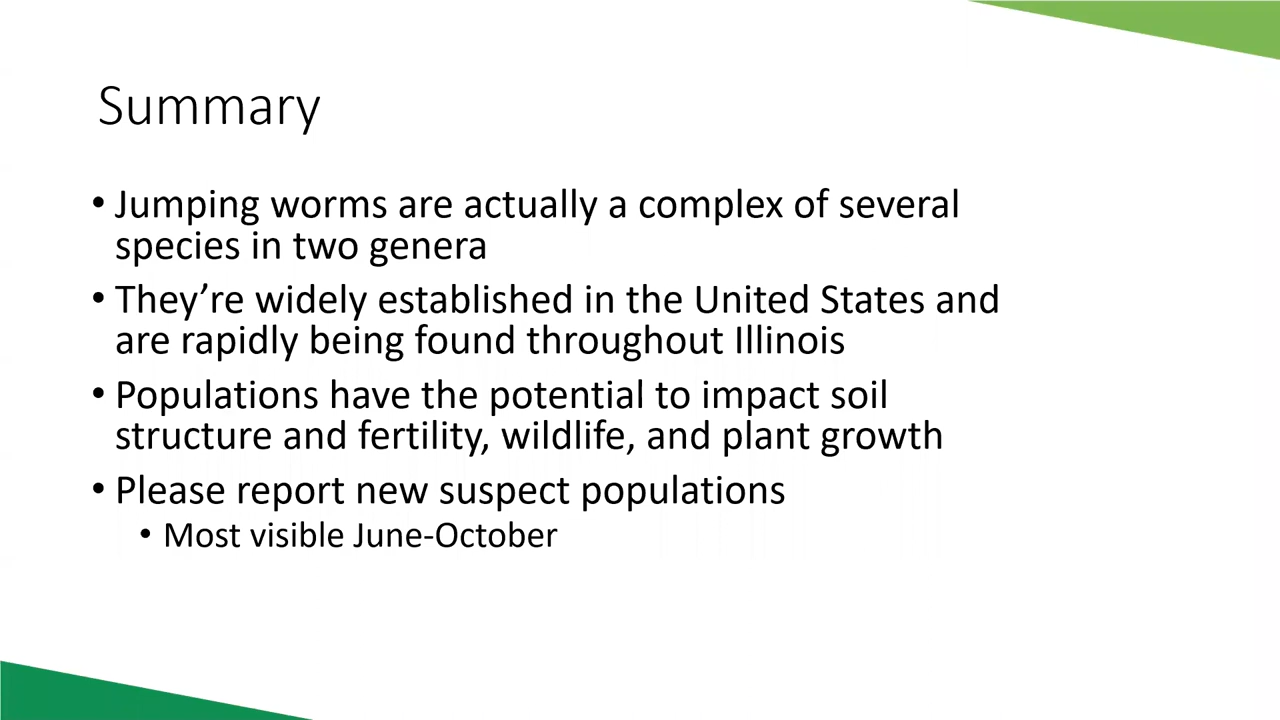 Summary
• Jumping worms are actually a complex of several
species in two genera
• They’re widely established in the United States and
are rapidly being found throughout Illinois
• Populations have the potential to impact soil
structure and fertility, wildlife, and plant growth
• Please report new suspect populations
• Most visible June-October